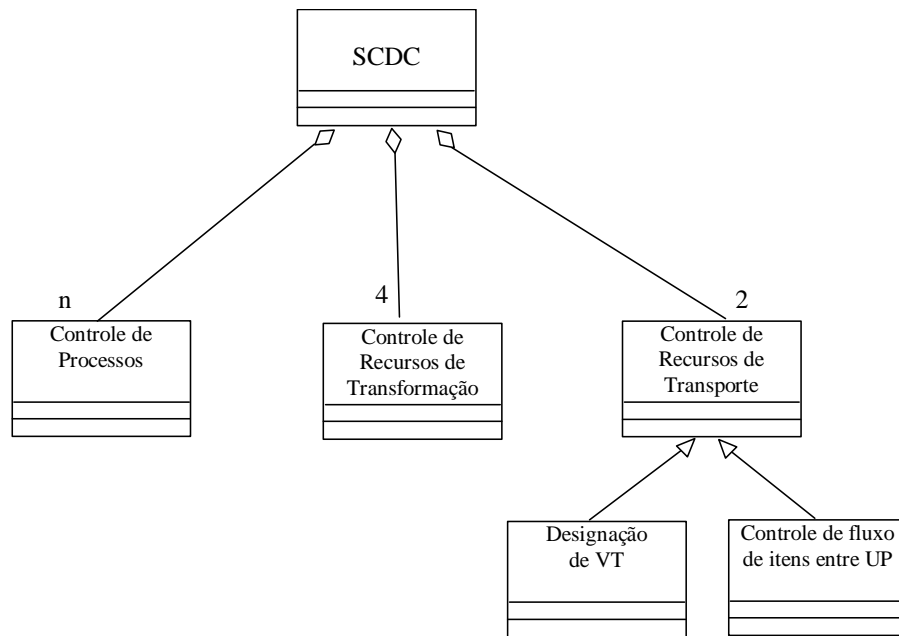 SCDC
n
4
2
Controle de
Processos
Controle de
Recursos de
Transformação
Controle de
Recursos de
Transporte
Designação
de VT
Controle de fluxo
de itens entre UP